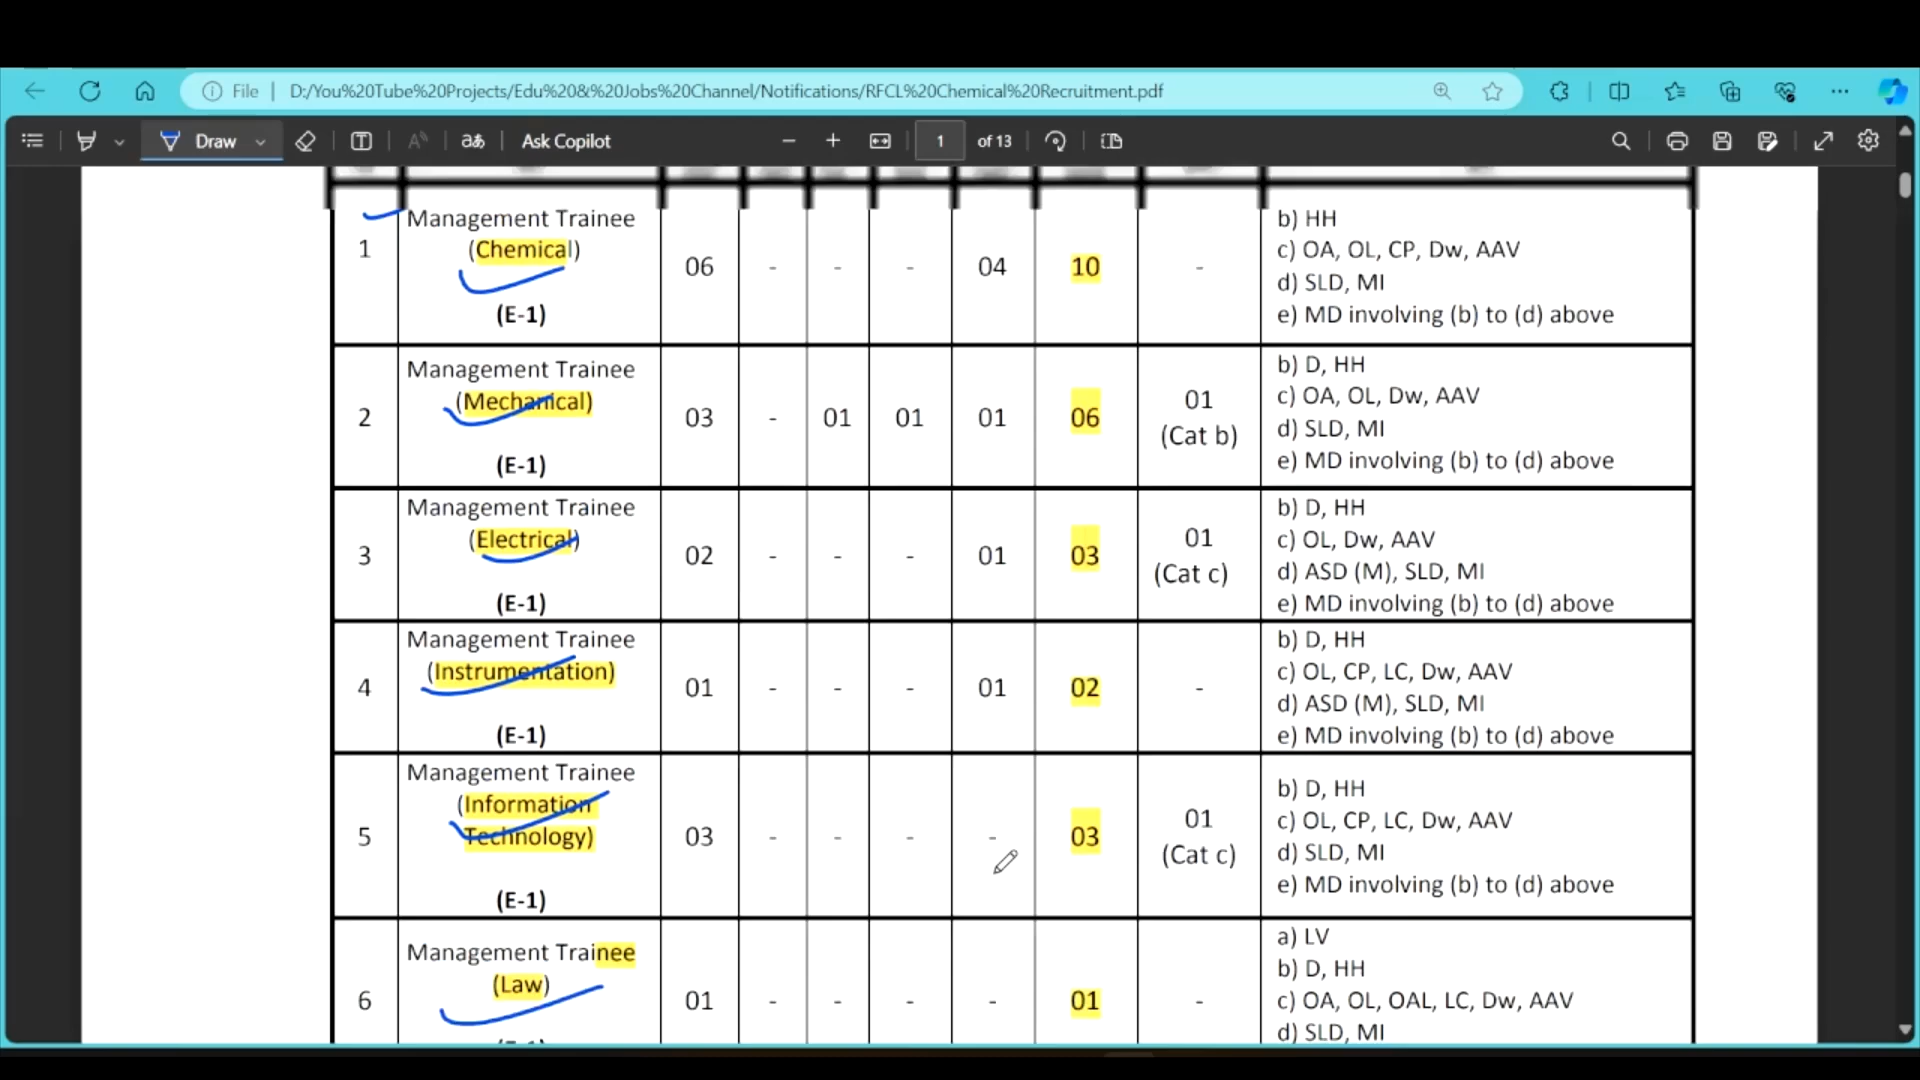 File | D:/You%20Tube%20Projects/Edu%20&%20Jobs%20Channel/Notifications/RFCL%20Chemical%20Recruitment.pdf
Draw aあ Ask Copilot 1 of 13
1 Management Trainee (Chemical) (E-1) 06 - - - 04 10 -
b) HH
c) OA, OL, CP, Dw, AAV
d) SLD, MI
e) MD involving (b) to (d) above
2 Management Trainee (Mechanical) (E-1) 03 - 01 01 01 06 01 (Cat b)
b) D, HH
c) OA, OL, Dw, AAV
d) SLD, MI
e) MD involving (b) to (d) above
3 Management Trainee (Electrical) (E-1) 02 - - - 01 03 01 (Cat c)
b) D, HH
c) OL, Dw, AAV
d) ASD (M), SLD, MI
e) MD involving (b) to (d) above
4 Management Trainee (Instrumentation) (E-1) 01 - - - 01 02 -
b) D, HH
c) OL, CP, LC, Dw, AAV
d) ASD (M), SLD, MI
e) MD involving (b) to (d) above
5 Management Trainee (Information Technology) (E-1) 03 - - - - 03 01 (Cat c)
b) D, HH
c) OL, CP, LC, Dw, AAV
d) SLD, MI
e) MD involving (b) to (d) above
6 Management Trainee (Law) 01 - - - - 01 -
a) LV
b) D, HH
c) OA, OL, OAL, LC, Dw, AAV
d) SLD, MI